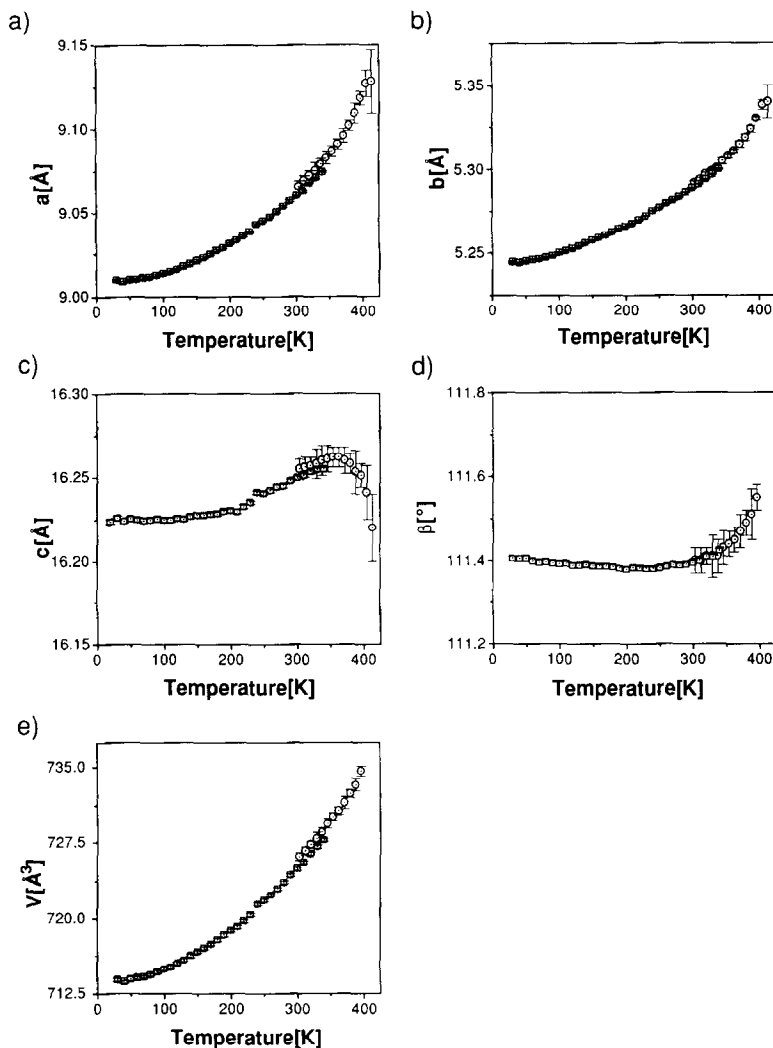 a)
9.15
9.10
9.05
9.00
a[Å]
0 100 200 300 400
Temperature[K]
b)
5.35
5.30
5.25
b[Å]
0 100 200 300 400
Temperature[K]
c)
16.30
16.25
16.20
16.15
c[Å]
0 100 200 300 400
Temperature[K]
d)
111.8
111.6
111.4
111.2
β[°]
0 100 200 300 400
Temperature[K]
e)
735.0
727.5
720.0
712.5
V[Å³]
0 100 200 300 400
Temperature[K]